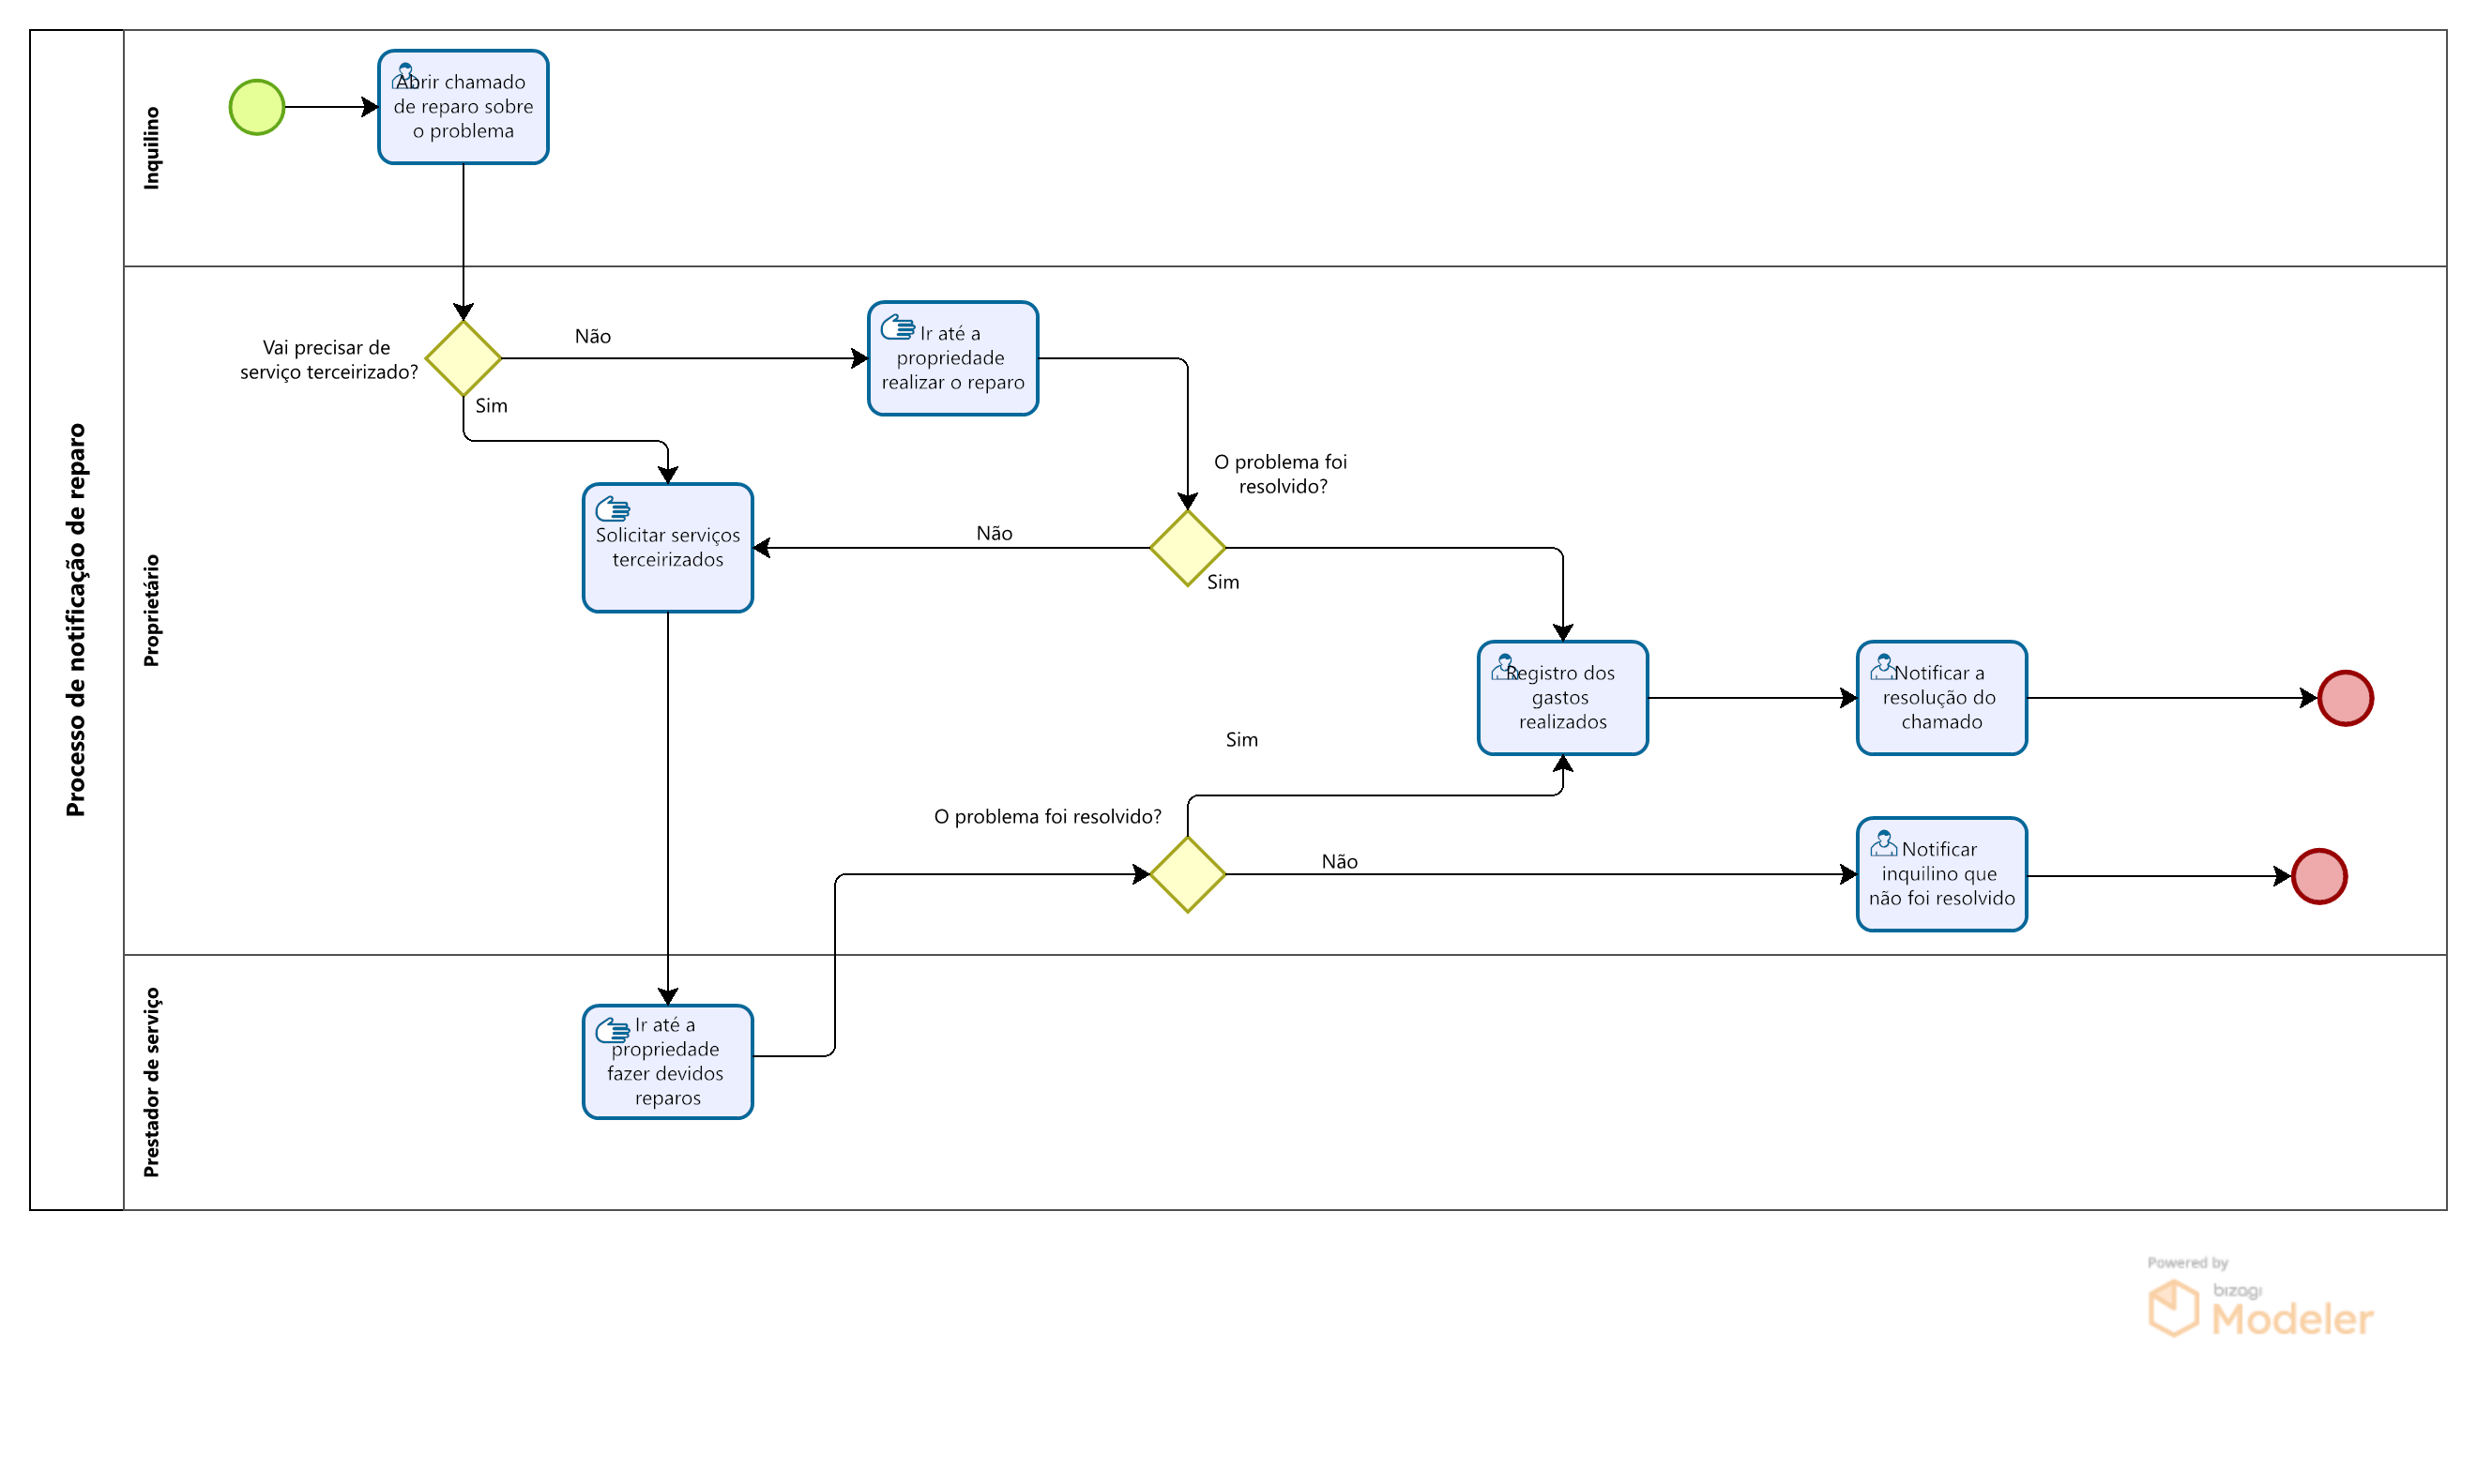 Processo de notificação de reparo
Inquilino
Abrir chamado
de reparo sobre
o problema
Proprietário
Vai precisar de
serviço terceirizado?
Não
Sim
Ir até a
propriedade
realizar o reparo
O problema foi
resolvido?
Não
Sim
Solicitar serviços
terceirizados
Registro dos
gastos
realizados
Notificar a
resolução do
chamado
Sim
O problema foi resolvido?
Não
Notificar
inquilino que
não foi resolvido
Prestador de serviço
Ir até a
propriedade
fazer devidos
reparos
Powered by
bizagi
Modeler